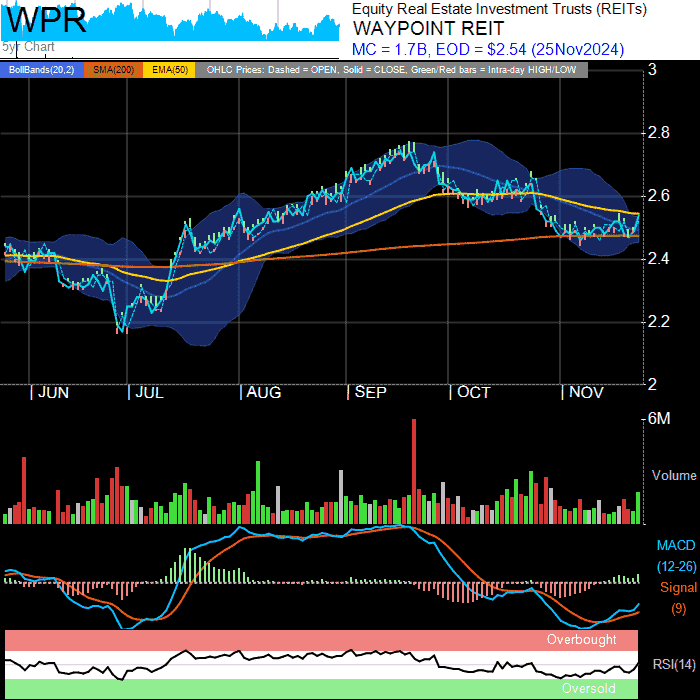 WPR
5yr Chart
Equity Real Estate Investment Trusts (REITs)
WAYPOINT REIT
MC = 1.7B, EOD = $2.54 (25Nov2024)
BollBands(20,2) SMA(200) EMA(50) OHLC Prices: Dashed = OPEN, Solid = CLOSE, Green/Red bars = Intra-day HIGH/LOW
3
2.8
2.6
2.4
2.2
2
| JUN | JUL | AUG | SEP | OCT | NOV
6M
Volume
MACD
(12-26)
Signal
(9)
Overbought
RSI(14)
Oversold